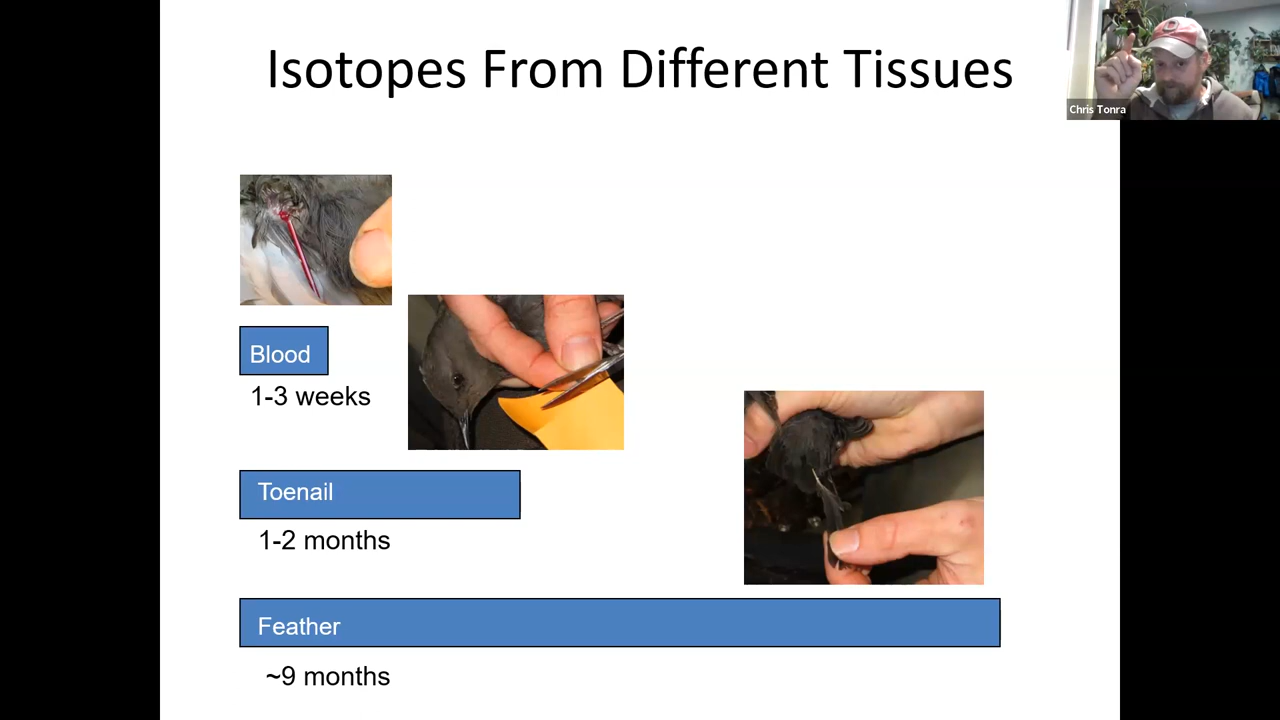 Isotopes From Different Tissues
Chris Tonra
Blood
1-3 weeks
Toenail
1-2 months
Feather
~9 months